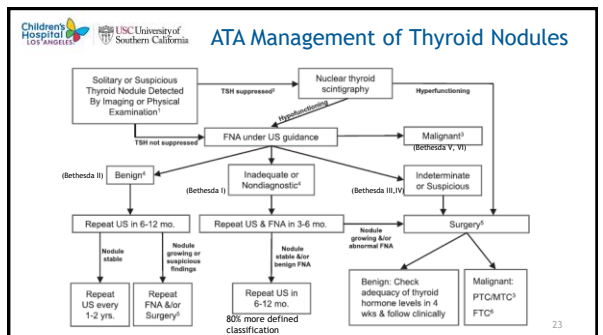 Children's
Hospital
LOS ANGELES
USC University of
Southern California
ATA Management of Thyroid Nodules
Solitary or Suspicious
Thyroid Nodule Detected
By Imaging or Physical
Examination¹
TSH suppressed²
Nuclear thyroid
scintigraphy
Hyperfunctioning
Hypofunctioning
TSH not suppressed
FNA under US guidance
Malignant³
(Bethesda V, VI)
(Bethesda II)
Benign⁴
(Bethesda I)
Inadequate or
Nondiagnostic⁴
(Bethesda III,IV)
Indeterminate
or Suspicious
Repeat US in 6-12 mo.
Repeat US & FNA in 3-6 mo.
Nodule
growing &/or
abnormal FNA
Surgery⁵
Nodule
stable
Nodule
growing or
suspicious
findings
Nodule
stable &/or
benign FNA
Repeat
US every
1-2 yrs.
Repeat
FNA &/or
Surgery⁵
Repeat US in
6-12 mo.
80% more defined
classification
Benign: Check
adequacy of thyroid
hormone levels in 4
wks & follow clinically
Malignant:
PTC/MTC³
FTC⁶
23